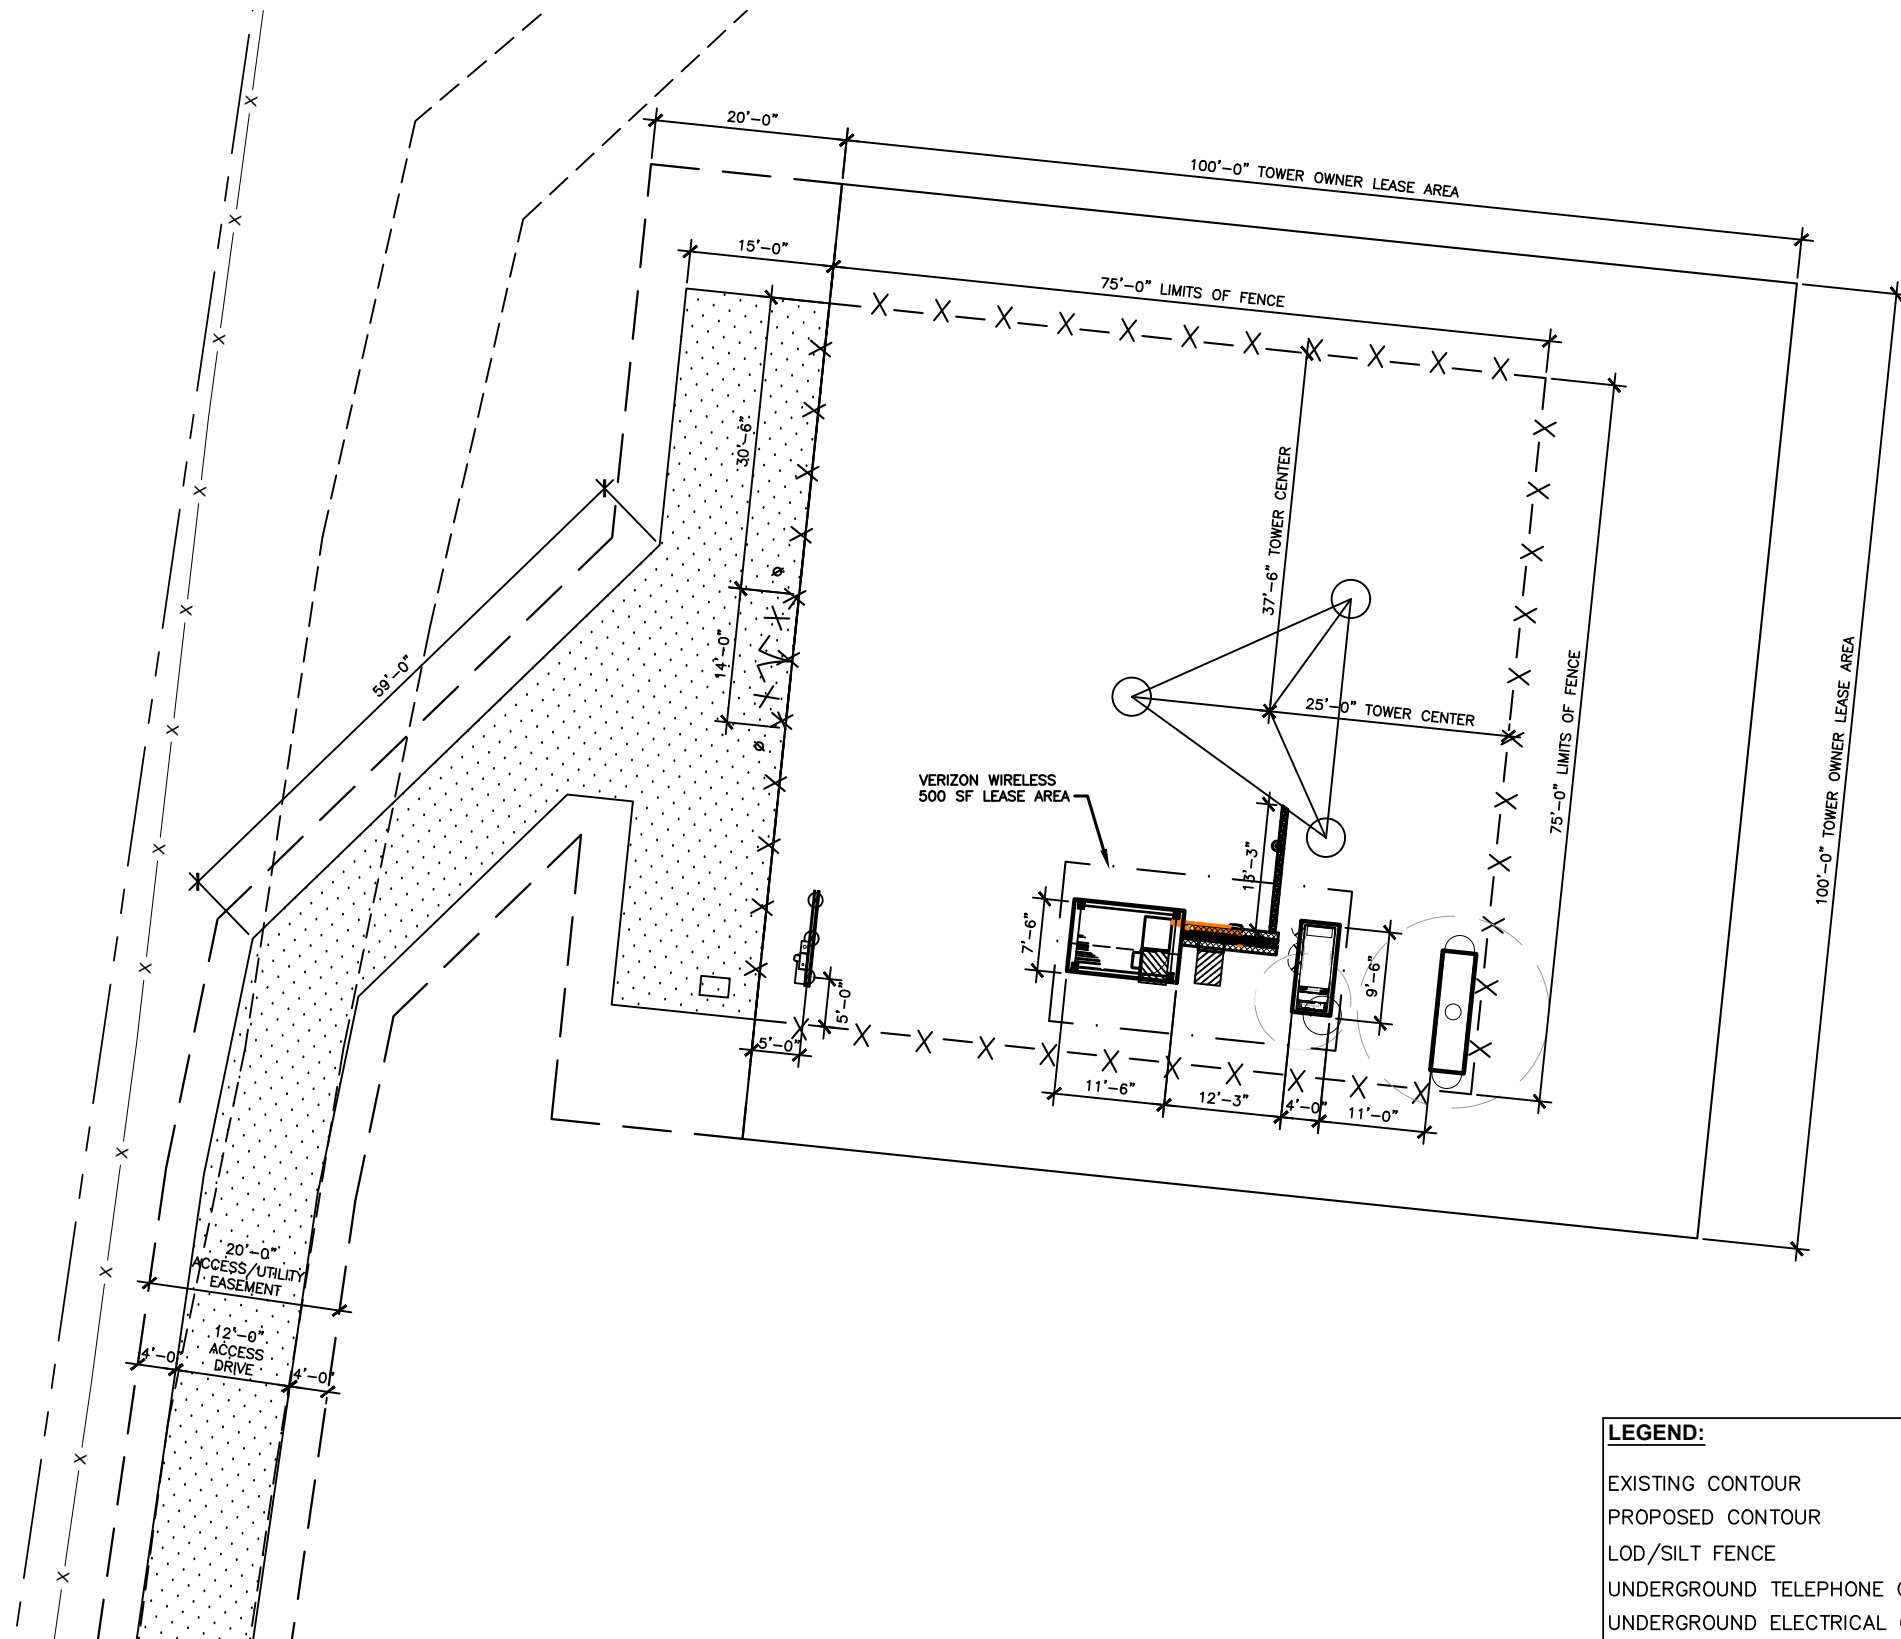 20'-0"
100'-0" TOWER OWNER LEASE AREA
15'-0"
75'-0" LIMITS OF FENCE
30'-6"
37'-6" TOWER CENTER
14'-0"
59'-0"
25'-0" TOWER CENTER
75'-0" LIMITS OF FENCE
100'-0" TOWER OWNER LEASE AREA
VERIZON WIRELESS
500 SF LEASE AREA
13'-3"
7'-6"
9'-6"
5'-0"
5'-0"
11'-6"
12'-3"
4'-0"
11'-0"
20'-0"
ACCESS/UTILITY
EASEMENT
12'-0"
ACCESS
DRIVE
4'-0"
4'-0"
LEGEND:
EXISTING CONTOUR
PROPOSED CONTOUR
LOD/SILT FENCE
UNDERGROUND TELEPHONE
UNDERGROUND ELECTRICAL